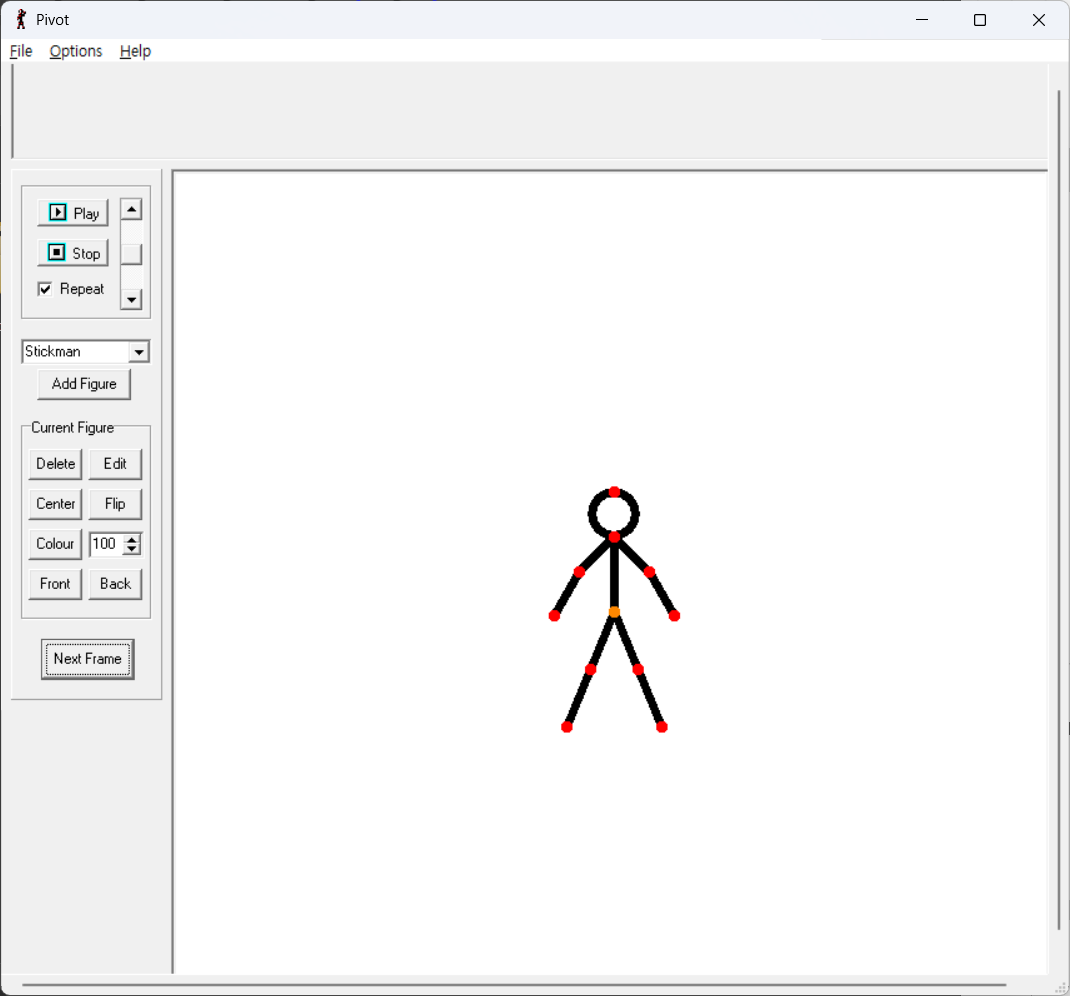 Pivot
File Options Help
Play
Stop
Repeat
Stickman
Add Figure
Current Figure
Delete Edit
Center Flip
Colour 100
Front Back
Next Frame